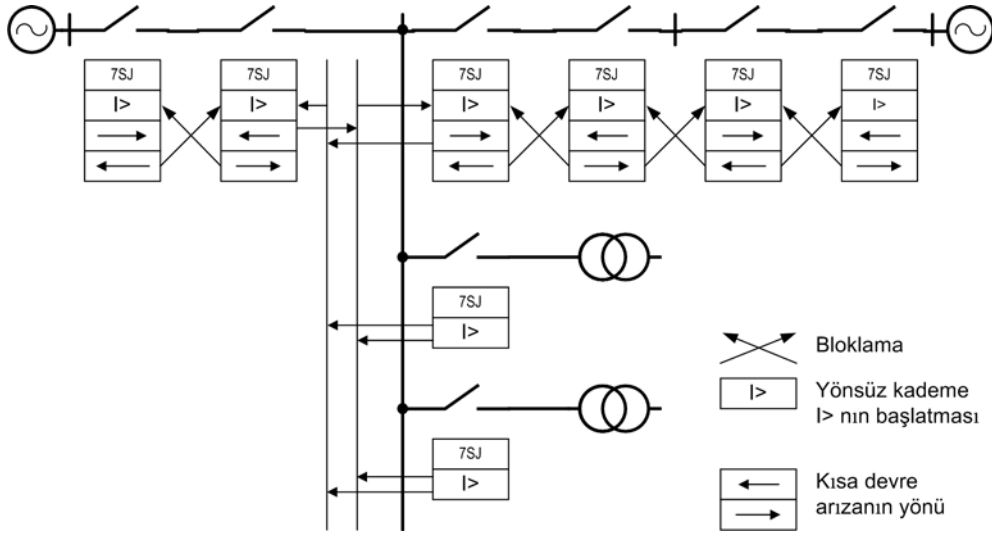 7SJ 7SJ 7SJ 7SJ 7SJ 7SJ
I> I> I> I> I> I>
7SJ
I>
7SJ
I>
Bloklama
I> Yönsüz kademe
I> nın başlatması
Kısa devre
arızanın yönü